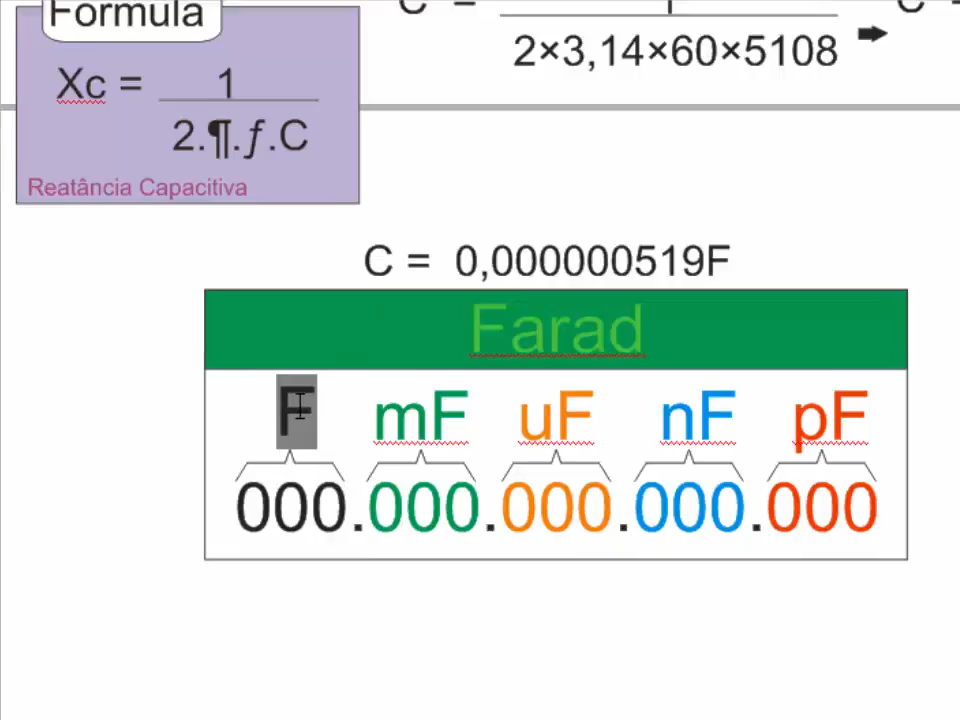 Formula
Xc = 1
2.¶.ƒ.C
Reatância Capacitiva
C =
2×3,14×60×5108
C = 0,000000519F
Farad
F mF uF nF pF
000.000.000.000.000